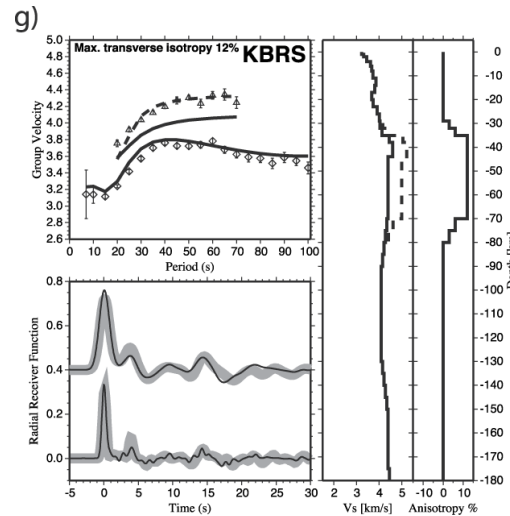 g)
Max. transverse isotropy 12% KBRS
5.0
4.8
4.6
4.4
4.2
4.0
3.8
3.6
3.4
3.2
3.0
2.8
2.6
Group Velocity
0 10 20 30 40 50 60 70 80 90 100
Period (s)
0.8
0.6
0.4
0.2
0.0
Radial Receiver Function
-5 0 5 10 15 20 25 30
Time (s)
0
-10
-20
-30
-40
-50
-60
-70
-80
-90
-100
-110
-120
-130
-140
-150
-160
-170
-180
Depth [km]
2 3 4 5
Vs [km/s]
-10 0 10
Anisotropy %